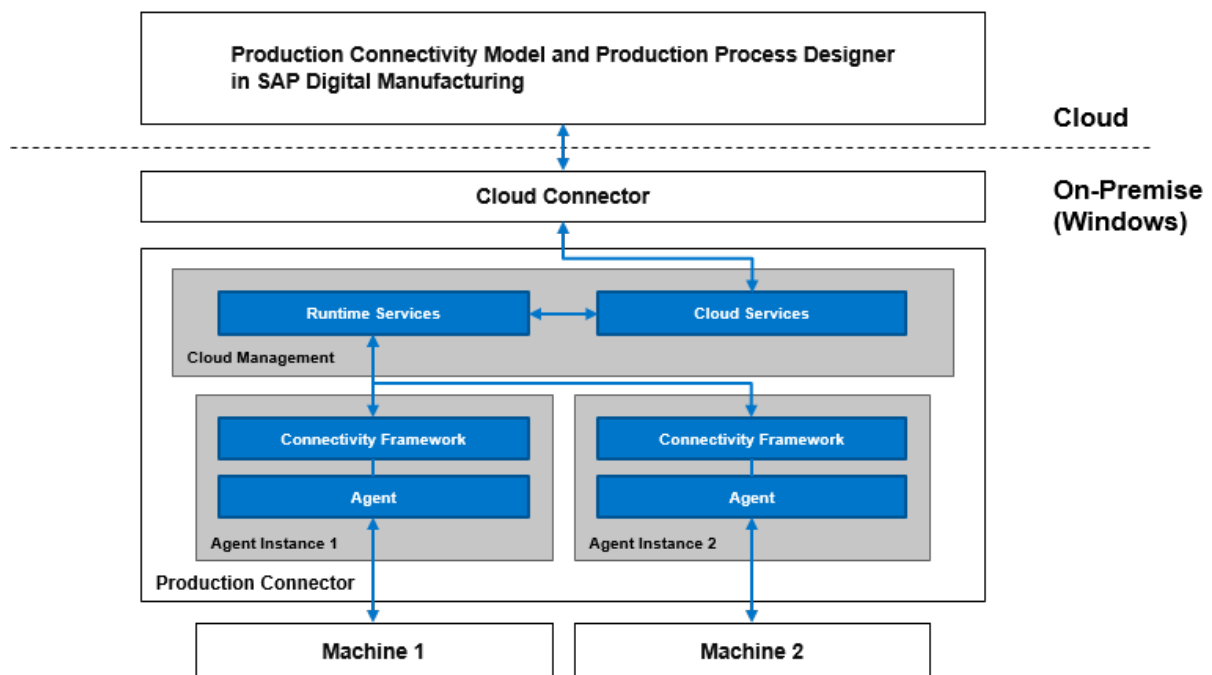 Production Connectivity Model and Production Process Designer
in SAP Digital Manufacturing
Cloud
Cloud Connector
On-Premise
(Windows)
Runtime Services
Cloud Services
Cloud Management
Connectivity Framework
Connectivity Framework
Agent
Agent
Agent Instance 1
Agent Instance 2
Production Connector
Machine 1
Machine 2